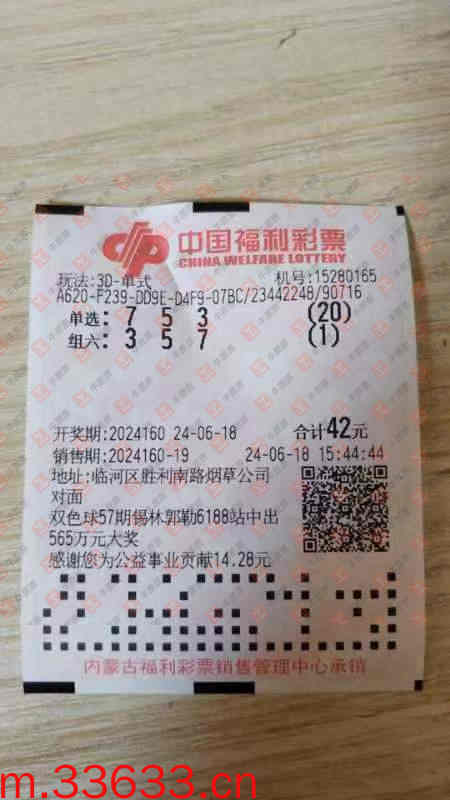 中国福利彩票
CHINA WELFARE LOTTERY
玩法:3D-单式 机号:15280165
A620-F239-DD9E-D4F9-07BC/23442248/90716
单选: 7 5 3 (20)
组六: 3 5 7 (1)
开奖期:2024160 24-06-18 合计42元
销售期:2024160-19 24-06-18 15:44:44
地址:临河区胜利南路烟草公司
对面
双色球57期锡林郭勒6188站中出
565万元大奖
感谢您为公益事业贡献14.28元
内蒙古福利彩票销售管理中心承销
m.33633.cn